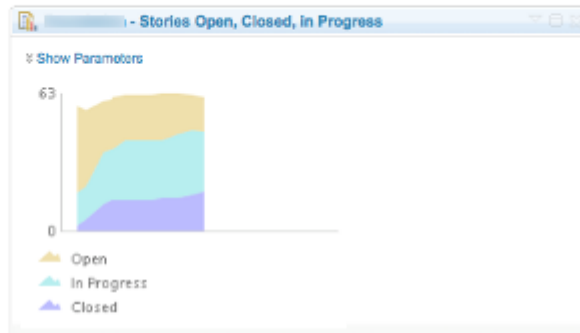 - Stories Open, Closed, in Progress
Show Parameters
63
0
Open
In Progress
Closed